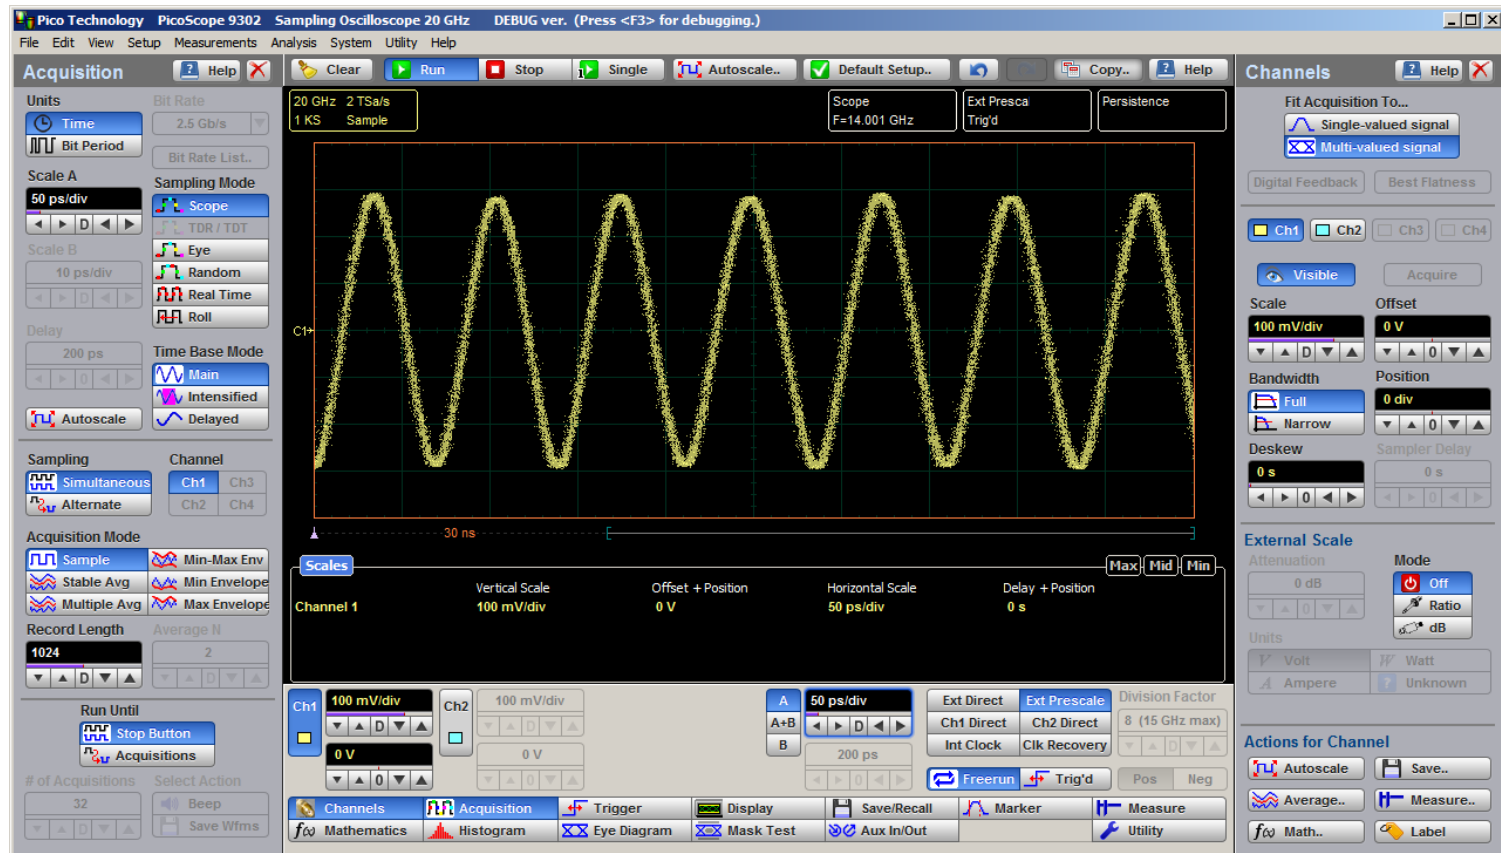 Pico Technology PicoScope 9302 Sampling Oscilloscope 20 GHz DEBUG ver. (Press <F3> for debugging.)
File Edit View Setup Measurements Analysis System Utility Help
Acquisition Help
Units Bit Rate
Time 2.5 Gb/s
Bit Period Bit Rate List..
Scale A Sampling Mode
50 ps/div Scope
D TDR / TDT
Scale B Eye
10 ps/div Random
D Real Time
Roll
Delay
200 ps Time Base Mode
0 Main
Intensified
Autoscale Delayed
Sampling Channel
Simultaneous Ch1 Ch3
Alternate Ch2 Ch4
Acquisition Mode
Sample Min-Max Env
Stable Avg Min Envelope
Multiple Avg Max Envelope
Record Length Average N
1024 2
D D
Run Until
Stop Button
Acquisitions
# of Acquisitions Select Action
32 Beep
D Save Wfms
Clear Run Stop Single Autoscale.. Default Setup.. Copy.. Help
20 GHz 2 TSa/s
1 KS Sample
Scope
F=14.001 GHz
Ext Presca
Trig'd
Persistence
C1
30 ns
Scales Max Mid Min
Vertical Scale Offset + Position Horizontal Scale Delay + Position
Channel 1 100 mV/div 0 V 50 ps/div 0 s
Ch1 100 mV/div Ch2 100 mV/div A 50 ps/div Ext Direct Ext Prescale Division Factor
D D A+B D Ch1 Direct Ch2 Direct 8 (15 GHz max)
0 V 0 V B 200 ps Int Clock Clk Recovery D
0 0 0 Freerun Trig'd Pos Neg
Channels Acquisition Trigger Display Save/Recall Marker Measure
f(x) Mathematics Histogram Eye Diagram Mask Test Aux In/Out Utility
Channels Help
Fit Acquisition To...
Single-valued signal
Multi-valued signal
Digital Feedback Best Flatness
Ch1 Ch2 Ch3 Ch4
Visible Acquire
Scale Offset
100 mV/div 0 V
D 0
Bandwidth Position
Full 0 div
Narrow 0
Deskew Sampler Delay
0 s 0 s
0 0
External Scale
Attenuation Mode
0 dB Off
0 Ratio
dB
Units
V Volt W Watt
A Ampere ? Unknown
Actions for Channel
Autoscale Save..
Average.. Measure..
f(x) Math.. Label